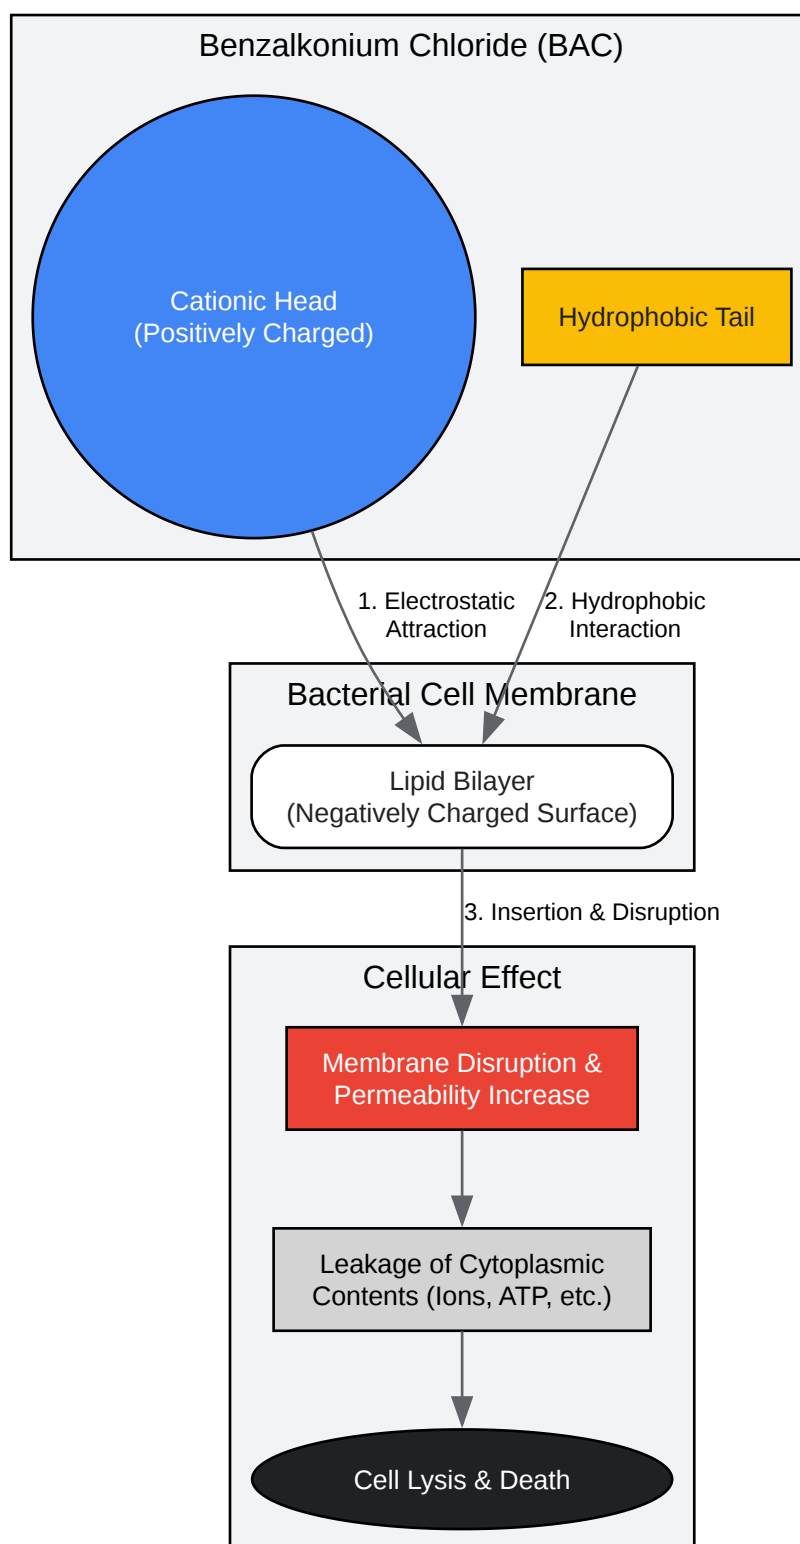 Benzalkonium Chloride (BAC)
Cationic Head
(Positively Charged)
Hydrophobic Tail
1. Electrostatic
Attraction
2. Hydrophobic
Interaction
Bacterial Cell Membrane
Lipid Bilayer
(Negatively Charged Surface)
3. Insertion & Disruption
Cellular Effect
Membrane Disruption &
Permeability Increase
Leakage of Cytoplasmic
Contents (Ions, ATP, etc.)
Cell Lysis & Death